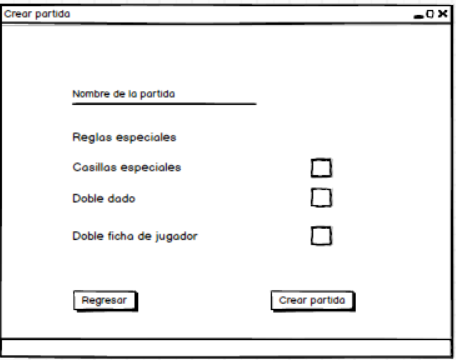 Crear partida
Nombre de la partida
Reglas especiales
Casillas especiales
Doble dado
Doble ficha de jugador
Regresar
Crear partida